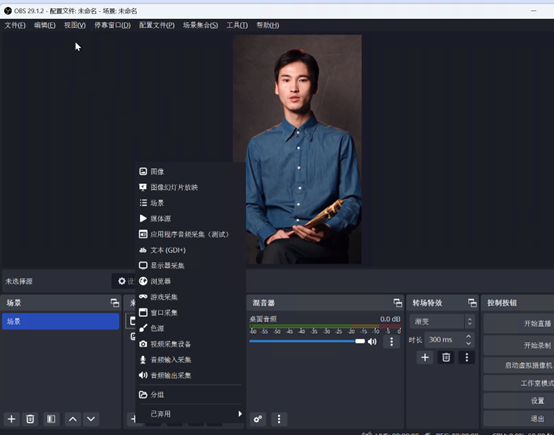 OBS 29.1.2 - 配置文件: 未命名 - 场景: 未命名
文件(F) 编辑(E) 视图(V) 停靠窗口(D) 配置文件(P) 场景集合(S) 工具(T) 帮助(H)
图像
图像幻灯片放映
场景
媒体源
应用程序音频采集（测试）
文本 (GDI+)
显示器采集
浏览器
游戏采集
窗口采集
色源
视频采集设备
音频输入采集
音频输出采集
分组
已弃用
未选择源
场景
场景
混音器
桌面音频 0.0 dB
-60 -55 -50 -45 -40 -35 -30 -25 -20 -15 -10 -5 0
转场特效
渐变
时长 300 ms
控制按钮
开始直播
开始录制
启动虚拟摄像机
工作室模式
设置
退出